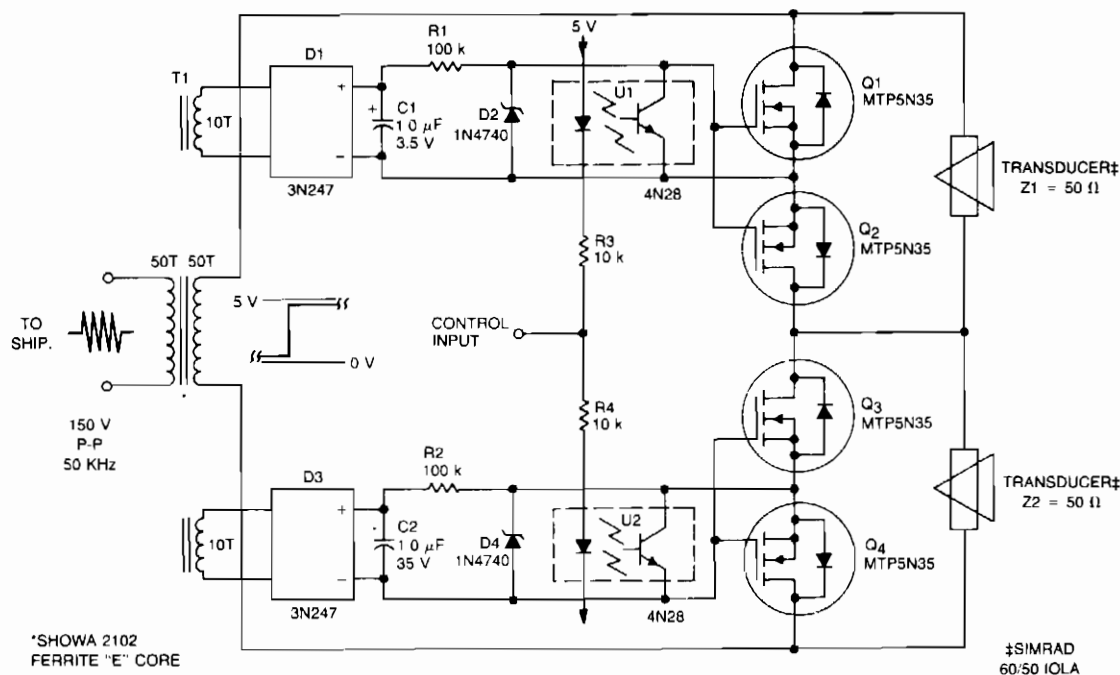 T1
10T
D1
3N247
R1
100 k
+
−
+
C1
1 0 µF
3.5 V
D2
1N4740
5 V
U1
4N28
Q1
MTP5N35
Q2
MTP5N35
TRANSDUCER‡
Z1 = 50 Ω
R3
10 k
CONTROL
INPUT
R4
10 k
50T 50T
TO
SHIP.
5 V
0 V
150 V
P-P
50 KHz
*
Q3
MTP5N35
Q4
MTP5N35
TRANSDUCER‡
Z2 = 50 Ω
D3
10T
3N247
R2
100 k
+
−
C2
1 0 µF
35 V
D4
1N4740
U2
4N28
*SHOWA 2102
FERRITE "E" CORE
‡SIMRAD
60/50 IOLA